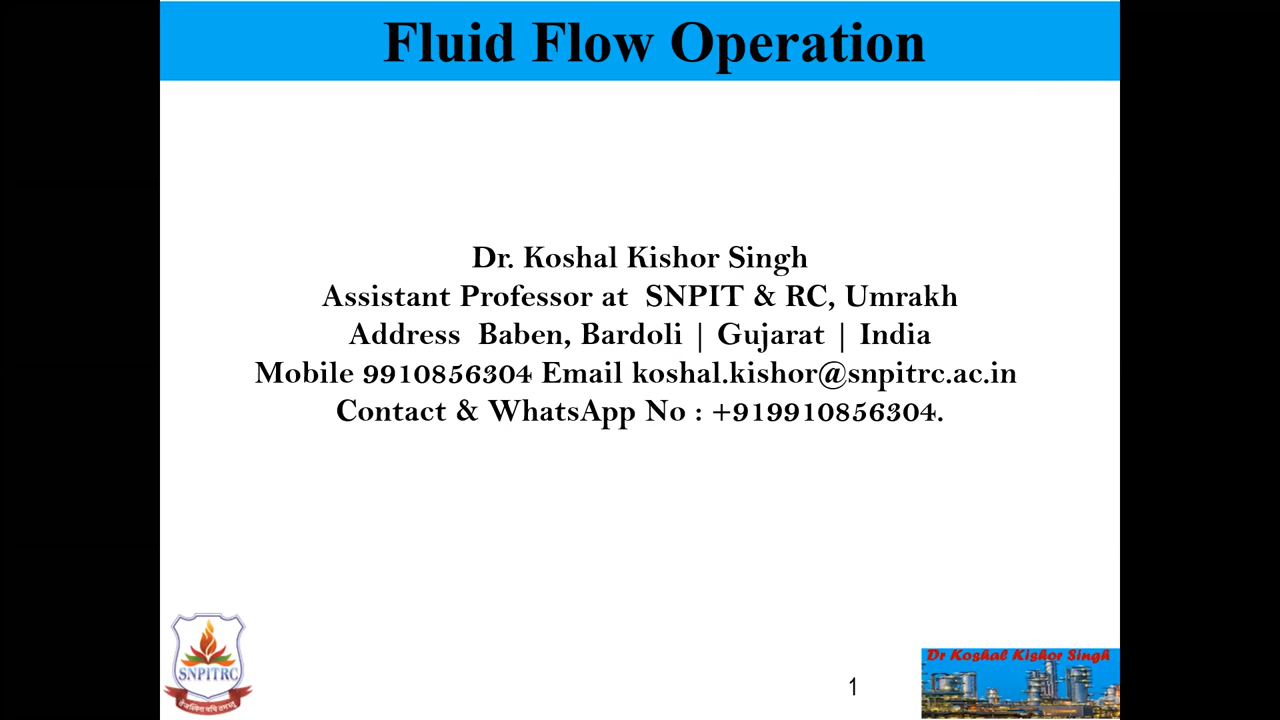 Fluid Flow Operation
Dr. Koshal Kishor Singh
Assistant Professor at SNPIT & RC, Umrakh
Address Baben, Bardoli | Gujarat | India
Mobile 9910856304 Email koshal.kishor@snpitrc.ac.in
Contact & WhatsApp No : +919910856304.
SNPITRC
1
Dr Koshal Kishor Singh